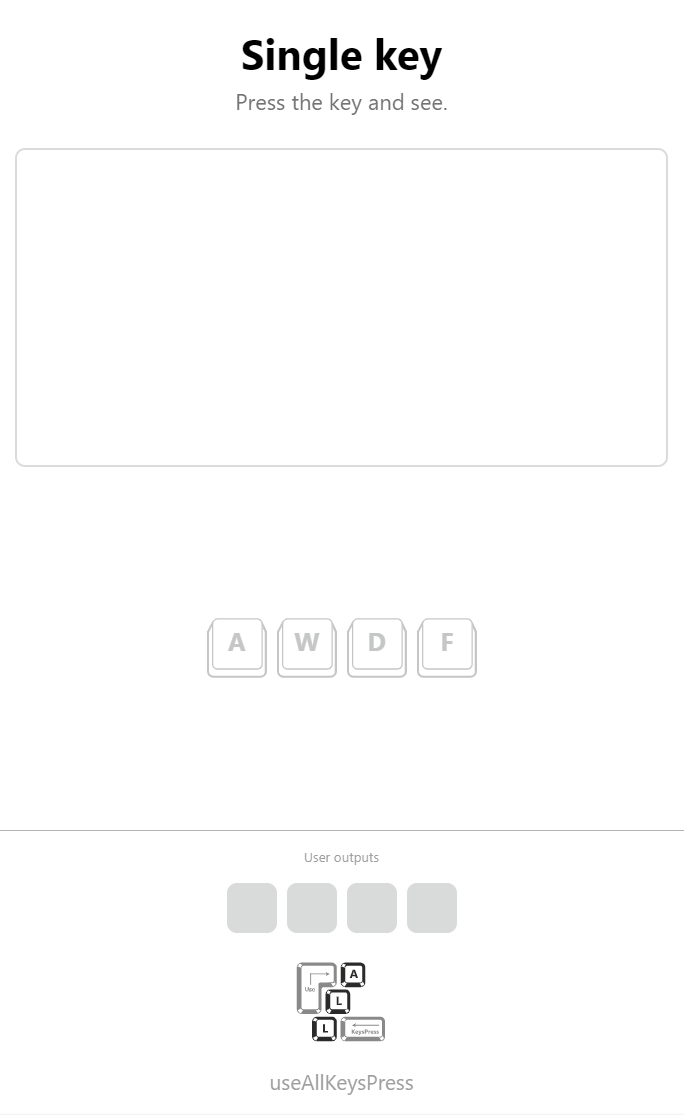 Single key
Press the key and see.
A W D F
User outputs
Use
A
L
L
KeysPress
useAllKeysPress